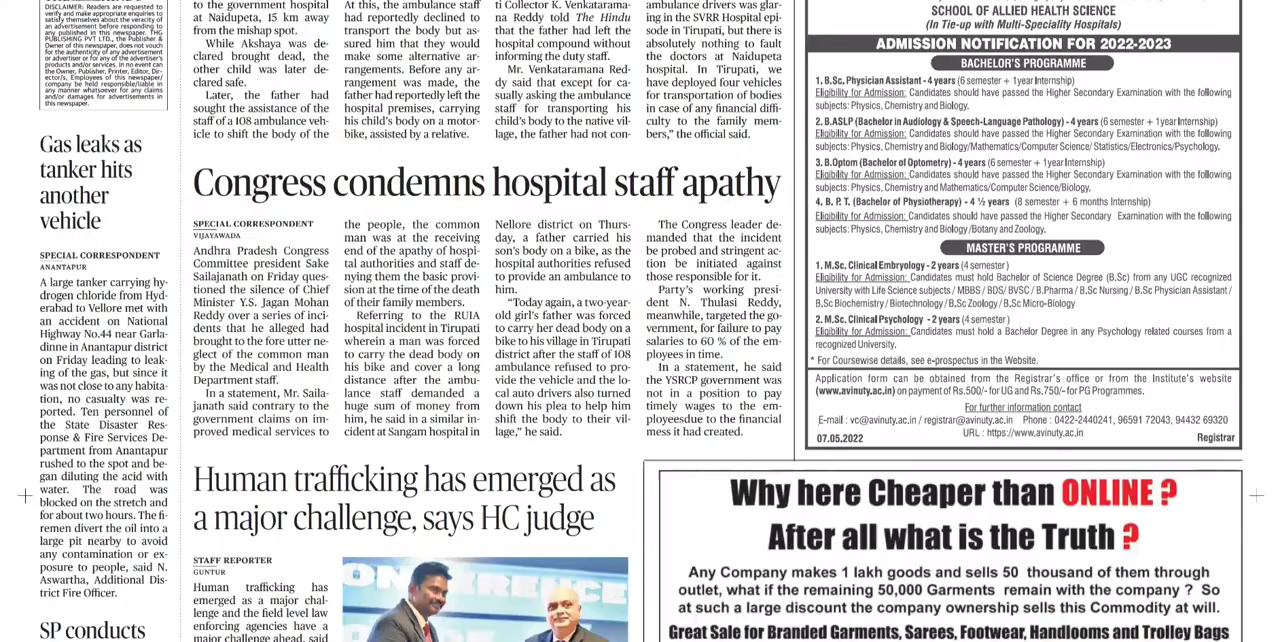 DISCLAIMER: Readers are requested to
verify and make appropriate enquiries to
satisfy themselves about the veracity of
an advertisement before responding to
any published in this newspaper. THG
PUBLISHING PVT LTD., the Publisher &
Owner of this newspaper, does not vouch
for the authenticity of any advertisement
or advertiser or for any of the advertiser's
products and/or services. In no event can
the Owner, Publisher, Printer, Editor, Dir-
ector/s, Employees of this newspaper/
company be held responsible/liable in
any manner whatsoever for any claims
and/or damages for advertisements in
this newspaper.
Gas leaks as
tanker hits
another
vehicle
SPECIAL CORRESPONDENT
ANANTAPUR
A large tanker carrying hy-
drogen chloride from Hyd-
erabad to Vellore met with
an accident on National
Highway No.44 near Garla-
dinne in Anantapur district
on Friday leading to leak-
ing of the gas, but since it
was not close to any habita-
tion, no casualty was re-
ported. Ten personnel of
the State Disaster Res-
ponse & Fire Services De-
partment from Anantapur
rushed to the spot and be-
gan diluting the acid with
water. The road was
blocked on the stretch and
for about two hours. The fi-
remen divert the oil into a
large pit nearby to avoid
any contamination or ex-
posure to people, said N.
Aswartha, Additional Dis-
trict Fire Officer.
SP conducts
to the government hospital
at Naidupeta, 15 km away
from the mishap spot.
While Akshaya was de-
clared brought dead, the
other child was later de-
clared safe.
Later, the father had
sought the assistance of the
staff of a 108 ambulance veh-
icle to shift the body of the
At this, the ambulance staff
had reportedly declined to
transport the body but as-
sured him that they would
make some alternative ar-
rangements. Before any ar-
rangement was made, the
father had reportedly left the
hospital premises, carrying
his child's body on a motor-
bike, assisted by a relative.
ti Collector K. Venkatarama-
na Reddy told The Hindu
that the father had left the
hospital compound without
informing the duty staff.
Mr. Venkataramana Red-
dy said that except for ca-
sually asking the ambulance
staff for transporting his
child's body to the native vil-
lage, the father had not con-
ambulance drivers was glar-
ing in the SVRR Hospital epi-
sode in Tirupati, but there is
absolutely nothing to fault
the doctors at Naidupeta
hospital. In Tirupati, we
have deployed four vehicles
for transportation of bodies
in case of any financial diffi-
culty to the family mem-
bers," the official said.
Congress condemns hospital staff apathy
SPECIAL CORRESPONDENT
VIJAYAWADA
Andhra Pradesh Congress
Committee president Sake
Sailajanath on Friday ques-
tioned the silence of Chief
Minister Y.S. Jagan Mohan
Reddy over a series of inci-
dents that he alleged had
brought to the fore utter ne-
glect of the common man
by the Medical and Health
Department staff.
In a statement, Mr. Saila-
janath said contrary to the
government claims on im-
proved medical services to
the people, the common
man was at the receiving
end of the apathy of hospi-
tal authorities and staff de-
nying them the basic provi-
sion at the time of the death
of their family members.
Referring to the RUIA
hospital incident in Tirupati
wherein a man was forced
to carry the dead body on
his bike and cover a long
distance after the ambu-
lance staff demanded a
huge sum of money from
him, he said in a similar in-
cident at Sangam hospital in
Nellore district on Thurs-
day, a father carried his
son's body on a bike, as the
hospital authorities refused
to provide an ambulance to
him.
"Today again, a two-year-
old girl's father was forced
to carry her dead body on a
bike to his village in Tirupati
district after the staff of 108
ambulance refused to pro-
vide the vehicle and the lo-
cal auto drivers also turned
down his plea to help him
shift the body to their vil-
lage," he said.
The Congress leader de-
manded that the incident
be probed and stringent ac-
tion be initiated against
those responsible for it.
Party's working presi-
dent N. Thulasi Reddy,
meanwhile, targeted the go-
vernment, for failure to pay
salaries to 60 % of the em-
ployees in time.
In a statement, he said
the YSRCP government was
not in a position to pay
timely wages to the em-
ployeesdue to the financial
mess it had created.
Human trafficking has emerged as
a major challenge, says HC judge
STAFF REPORTER
GUNTUR
Human trafficking has
emerged as a major chal-
lenge and the field level law
enforcing agencies have a
major challenge ahead, said
CONFERENCE
SCHOOL OF ALLIED HEALTH SCIENCE
(In Tie-up with Multi-Speciality Hospitals)
ADMISSION NOTIFICATION FOR 2022-2023
BACHELOR'S PROGRAMME
1. B.Sc. Physician Assistant - 4 years (6 semester + 1year Internship)
Eligibility for Admission: Candidates should have passed the Higher Secondary Examination with the following
subjects: Physics, Chemistry and Biology.
2. B.ASLP (Bachelor in Audiology & Speech-Language Pathology) - 4 years (6 semester + 1year Internship)
Eligibility for Admission: Candidates should have passed the Higher Secondary Examination with the following
subjects: Physics, Chemistry and Biology/Mathematics/Computer Science/ Statistics/Electronics/Psychology.
3. B.Optom (Bachelor of Optometry) - 4 years (6 semester + 1year Internship)
Eligibility for Admission: Candidates should have passed the Higher Secondary Examination with the following
subjects: Physics, Chemistry and Mathematics/Computer Science/Biology.
4. B. P. T. (Bachelor of Physiotherapy) - 4 ½ years (8 semester + 6 months Internship)
Eligibility for Admission: Candidates should have passed the Higher Secondary Examination with the following
subjects: Physics, Chemistry and Biology /Botany and Zoology.
MASTER'S PROGRAMME
1. M.Sc. Clinical Embryology - 2 years (4 semester )
Eligibility for Admission: Candidates must hold Bachelor of Science Degree (B.Sc) from any UGC recognized
University with Life Science subjects / MBBS / BDS/ BVSC / B.Pharma / B.Sc Nursing / B.Sc Physician Assistant /
B.Sc Biochemistry / Biotechnology / B.Sc Zoology / B.Sc Micro-Biology
2. M.Sc. Clinical Psychology - 2 years (4 semester)
Eligibility for Admission: Candidates must hold a Bachelor Degree in any Psychology related courses from a
recognized University.
* For Coursewise details, see e-prospectus in the Website.
Application form can be obtained from the Registrar's office or from the Institute's website
(www.avinuty.ac.in) on payment of Rs.500/- for UG and Rs.750/- for PG Programmes.
For further information contact
E-mail : vc@avinuty.ac.in / registrar@avinuty.ac.in Phone : 0422-2440241, 96591 72043, 94432 69320
URL : https://www.avinuty.ac.in
07.05.2022 Registrar
Why here Cheaper than ONLINE ?
After all what is the Truth ?
Any Company makes 1 lakh goods and sells 50 thousand of them through
outlet, what if the remaining 50,000 Garments remain with the company ? So
at such a large discount the company ownership sells this Commodity at will.
Great Sale for Branded Garments, Sarees, Footwear, Handlooms and Trolley Bags